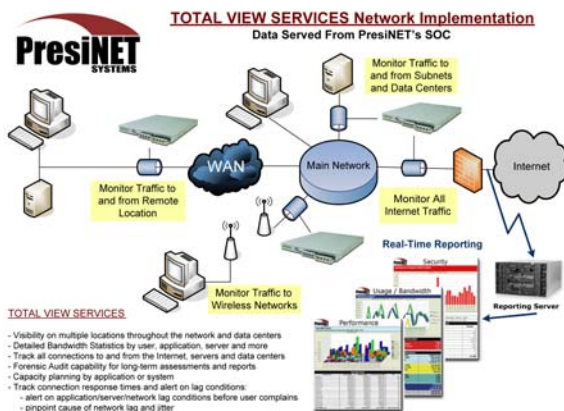 TOTAL VIEW SERVICES Network Implementation
Data Served From PresiNET's SOC
PresiNET
SYSTEMS
Monitor Traffic to
and from Subnets
and Data Centers
WAN
Main Network
Internet
Monitor Traffic to
and from Remote
Location
Monitor All
Internet Traffic
Monitor Traffic to
Wireless Networks
Real-Time Reporting
Security
Usage / Bandwidth
Performance
Reporting Server
TOTAL VIEW SERVICES
- Visibility on multiple locations throughout the network and data centers
- Detailed Bandwidth Statistics by user, application, server and more
- Track all connections to and from the Internet, servers and data centers
- Forensic Audit capability for long-term assessments and reports
- Capacity planning by application or system
- Track connection response times and alert on lag conditions:
- alert on application/server/network lag conditions before user complains
- pinpoint cause of network lag and jitter